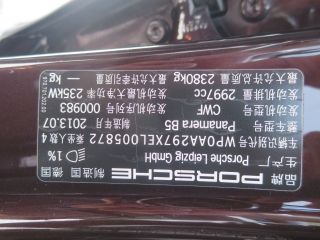 品牌 PORSCHE 制造国 德国
生产厂 Porsche Leipzig GmbH 1%
车辆识别代号 WP0AA297XEL005872 乘坐人数 4
整车型号 Panamera B5 制造年月 2013.07
发动机型号 CWF 发动机序列号 000983
发动机排量 2997cc 发动机最大净功率 235kW
最大允许总质量 2380kg 最大允许牵引质量 — kg